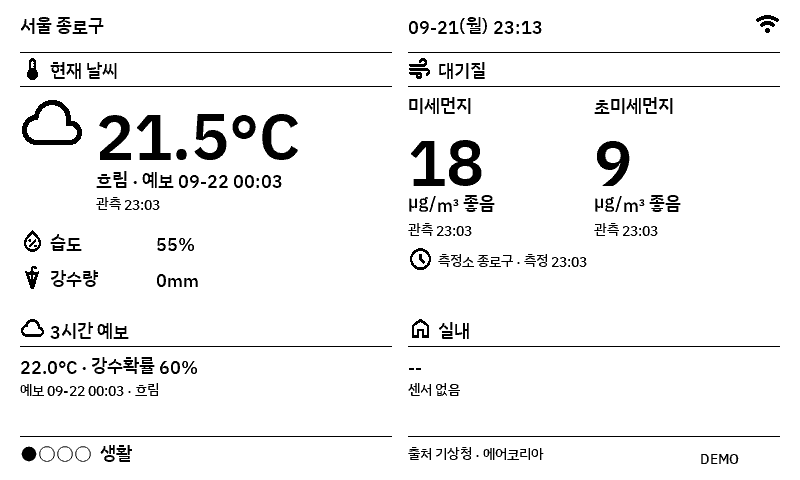 서울 종로구
09-21(월) 23:13
현재 날씨
21.5°C
흐림 · 예보 09-22 00:03
관측 23:03
습도 55%
강수량 0mm
대기질
미세먼지 초미세먼지
18 9
µg/m³ 좋음 µg/m³ 좋음
관측 23:03 관측 23:03
측정소 종로구 · 측정 23:03
3시간 예보
22.0°C · 강수확률 60%
예보 09-22 00:03 · 흐림
실내
--
센서 없음
생활
출처 기상청 · 에어코리아
DEMO